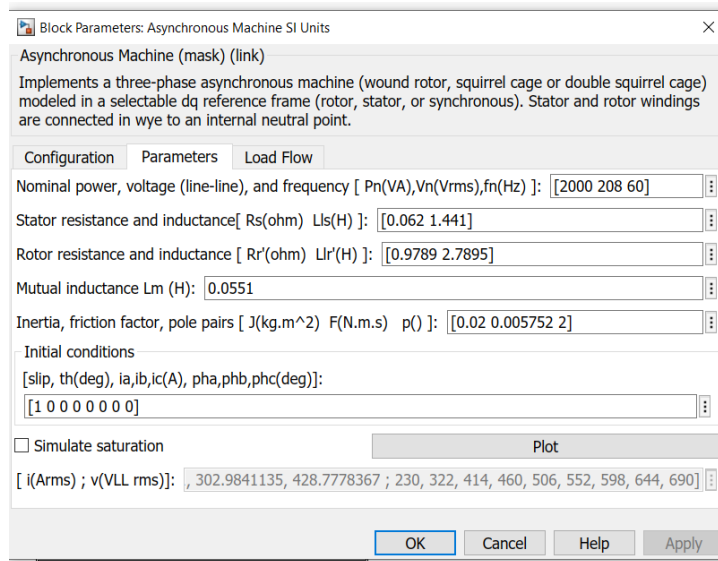 Block Parameters: Asynchronous Machine SI Units
Asynchronous Machine (mask) (link)
Implements a three-phase asynchronous machine (wound rotor, squirrel cage or double squirrel cage)
modeled in a selectable dq reference frame (rotor, stator, or synchronous). Stator and rotor windings
are connected in wye to an internal neutral point.
Configuration Parameters Load Flow
Nominal power, voltage (line-line), and frequency [ Pn(VA),Vn(Vrms),fn(Hz) ]: [2000 208 60]
Stator resistance and inductance[ Rs(ohm) Lls(H) ]: [0.062 1.441]
Rotor resistance and inductance [ Rr'(ohm) Llr'(H) ]: [0.9789 2.7895]
Mutual inductance Lm (H): 0.0551
Inertia, friction factor, pole pairs [ J(kg.m^2) F(N.m.s) p() ]: [0.02 0.005752 2]
Initial conditions
[slip, th(deg), ia,ib,ic(A), pha,phb,phc(deg)]:
[1 0 0 0 0 0 0 0]
Simulate saturation Plot
[ i(Arms) ; v(VLL rms)]: , 302.9841135, 428.7778367 ; 230, 322, 414, 460, 506, 552, 598, 644, 690]
OK Cancel Help Apply